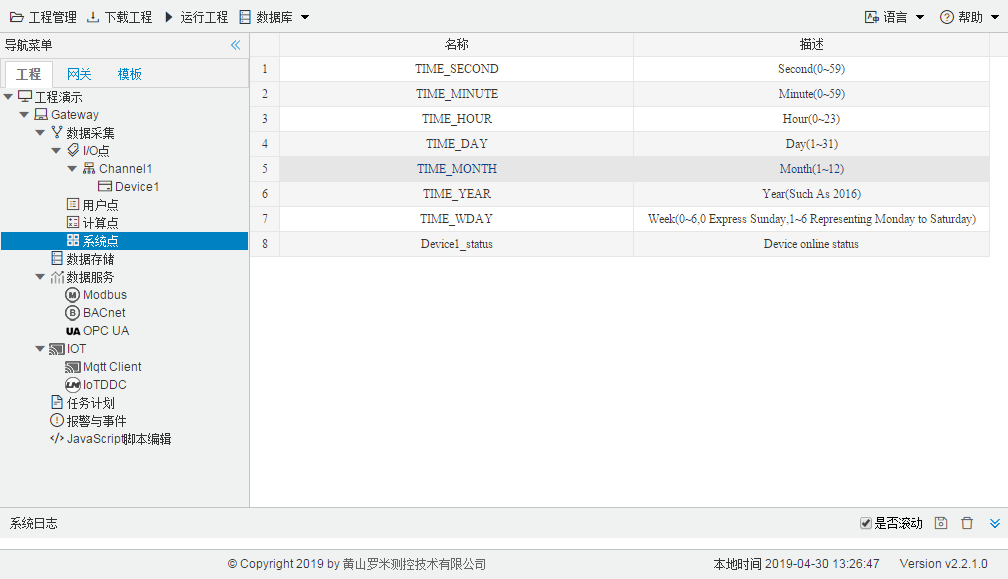 工程管理 下载工程 运行工程 数据库 语言 帮助
导航菜单
工程 网关 模板
工程演示
Gateway
数据采集
I/O点
Channel1
Device1
用户点
计算点
系统点
数据存储
数据服务
Modbus
BACnet
UA OPC UA
IOT
Mqtt Client
IoTDDC
任务计划
报警与事件
JavaScript脚本编辑
名称 描述
1 TIME_SECOND Second(0~59)
2 TIME_MINUTE Minute(0~59)
3 TIME_HOUR Hour(0~23)
4 TIME_DAY Day(1~31)
5 TIME_MONTH Month(1~12)
6 TIME_YEAR Year(Such As 2016)
7 TIME_WDAY Week(0~6,0 Express Sunday,1~6 Representing Monday to Saturday)
8 Device1_status Device online status
系统日志 是否滚动
© Copyright 2019 by 黄山罗米测控技术有限公司 本地时间 2019-04-30 13:26:47 Version v2.2.1.0